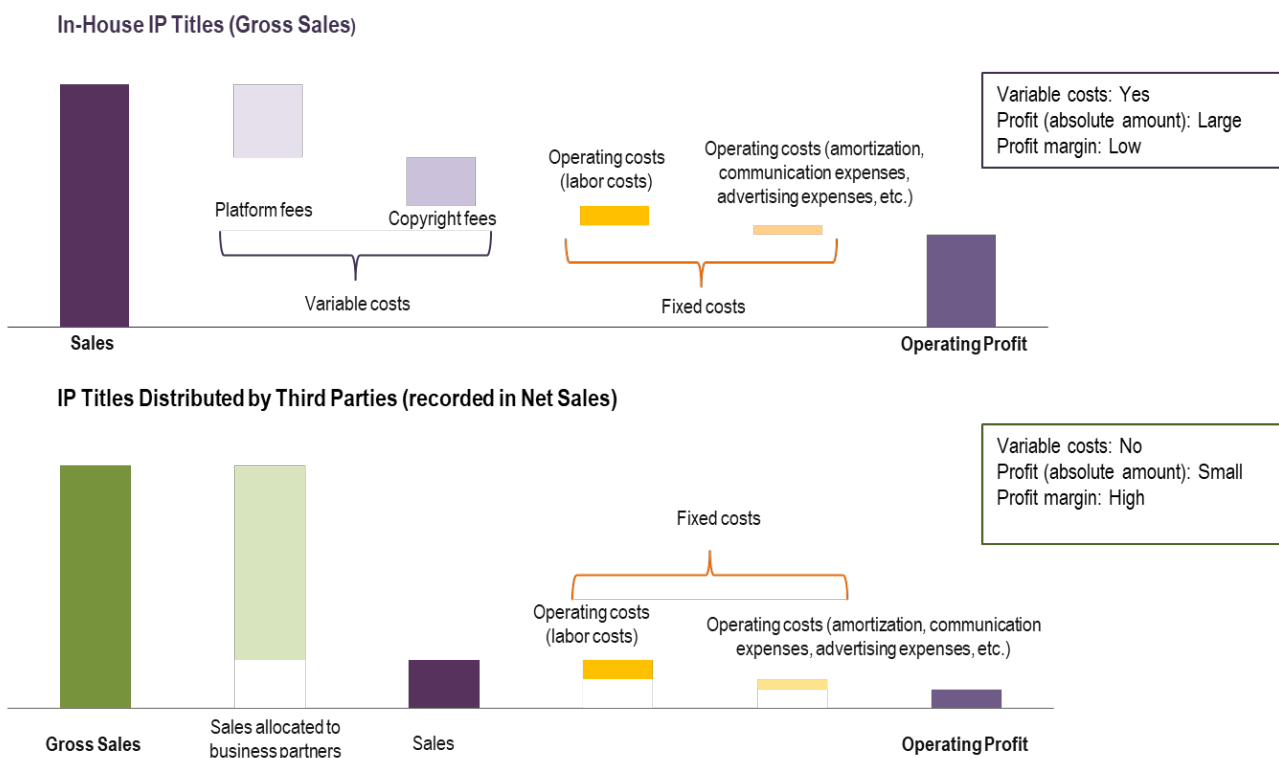 In-House IP Titles (Gross Sales)
Variable costs: Yes
Profit (absolute amount): Large
Profit margin: Low
Operating costs
(labor costs)
Operating costs (amortization,
communication expenses,
advertising expenses, etc.)
Platform fees
Copyright fees
Variable costs
Fixed costs
Sales
Operating Profit
IP Titles Distributed by Third Parties (recorded in Net Sales)
Variable costs: No
Profit (absolute amount): Small
Profit margin: High
Fixed costs
Operating costs
(labor costs)
Operating costs (amortization, communication
expenses, advertising expenses, etc.)
Gross Sales
Sales allocated to
business partners
Sales
Operating Profit